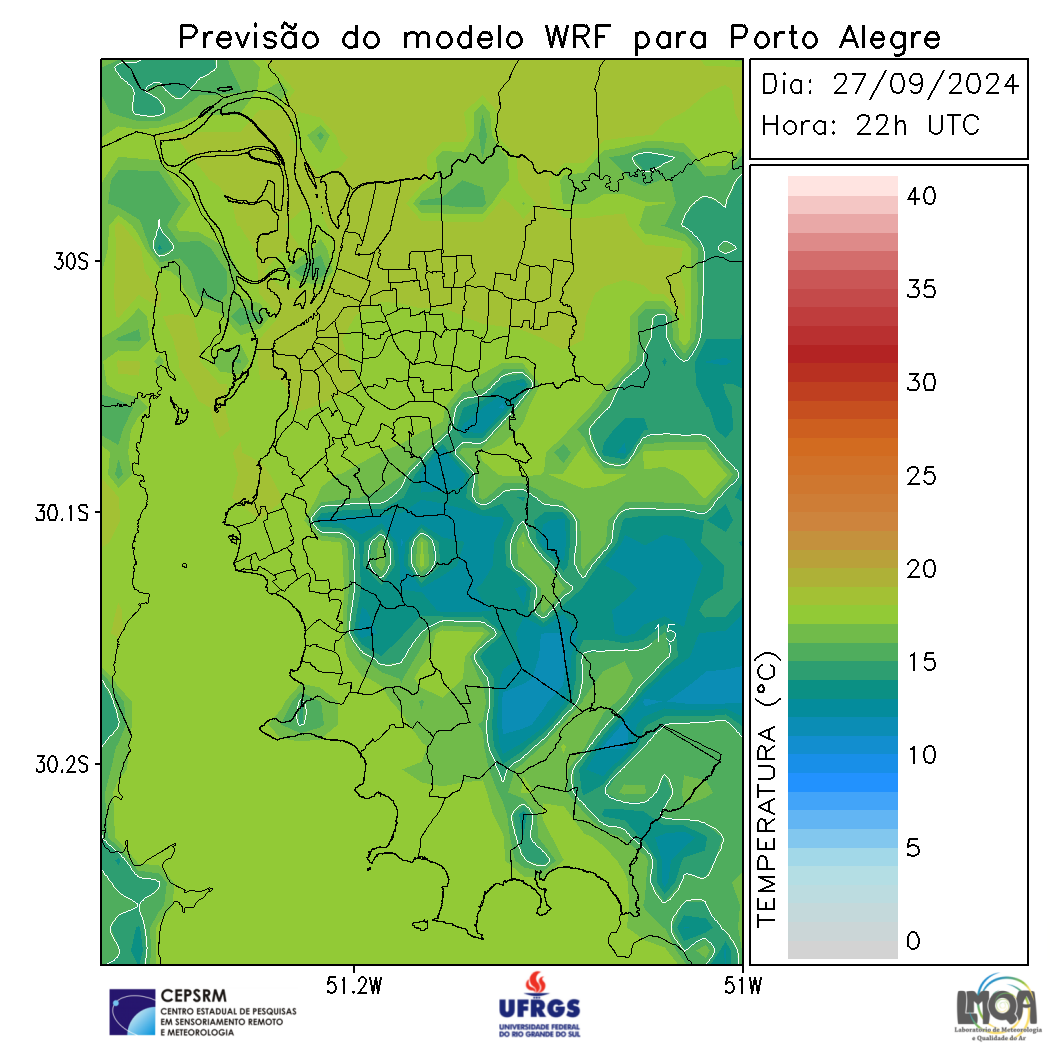 Previsão do modelo WRF para Porto Alegre
Dia: 27/09/2024
Hora: 22h UTC
30S
30.1S
30.2S
51.2W
51W
15
TEMPERATURA (°C)
40
35
30
25
20
15
10
5
0
CEPSRM
CENTRO ESTADUAL DE PESQUISAS
EM SENSORIAMENTO REMOTO
E METEOROLOGIA
UFRGS
UNIVERSIDADE FEDERAL
DO RIO GRANDE DO SUL
LMQA
Laboratório de Meteorologia
e Qualidade do Ar